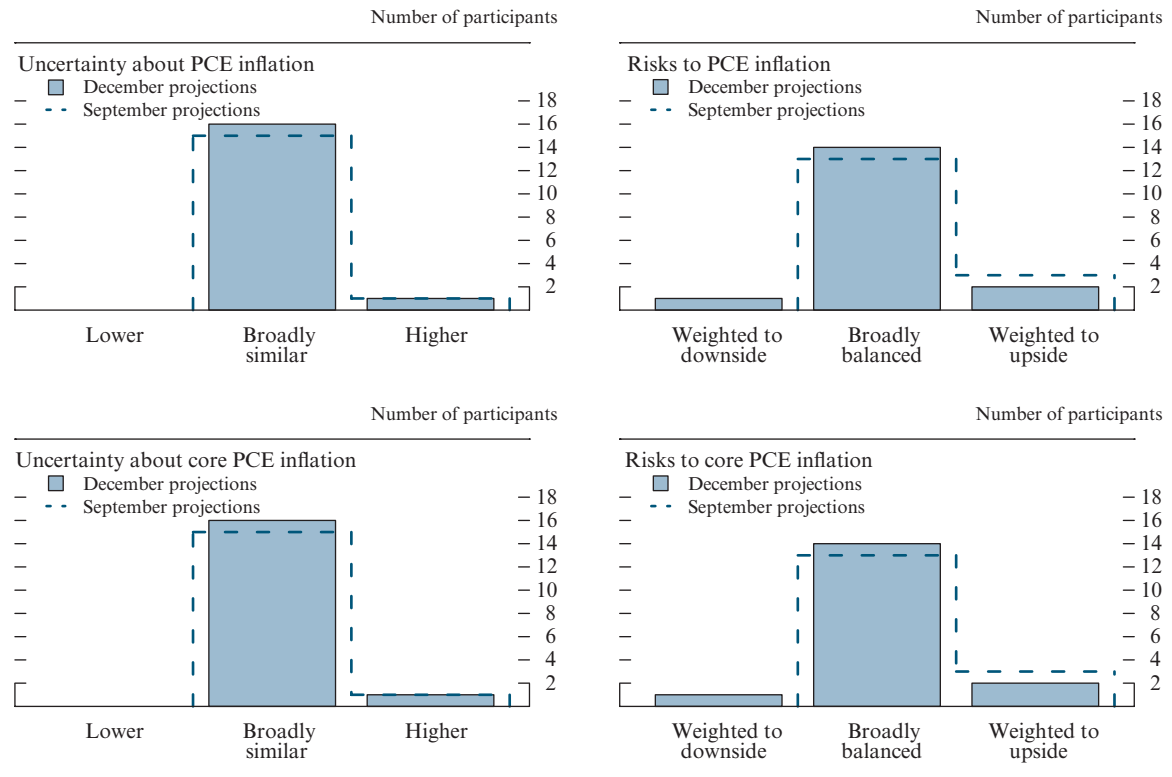 Number of participants
Uncertainty about PCE inflation
December projections
September projections
18
16
14
12
10
8
6
4
2
Lower
Broadly
similar
Higher
Number of participants
Risks to PCE inflation
December projections
September projections
18
16
14
12
10
8
6
4
2
Weighted to
downside
Broadly
balanced
Weighted to
upside
Number of participants
Uncertainty about core PCE inflation
December projections
September projections
18
16
14
12
10
8
6
4
2
Lower
Broadly
similar
Higher
Number of participants
Risks to core PCE inflation
December projections
September projections
18
16
14
12
10
8
6
4
2
Weighted to
downside
Broadly
balanced
Weighted to
upside